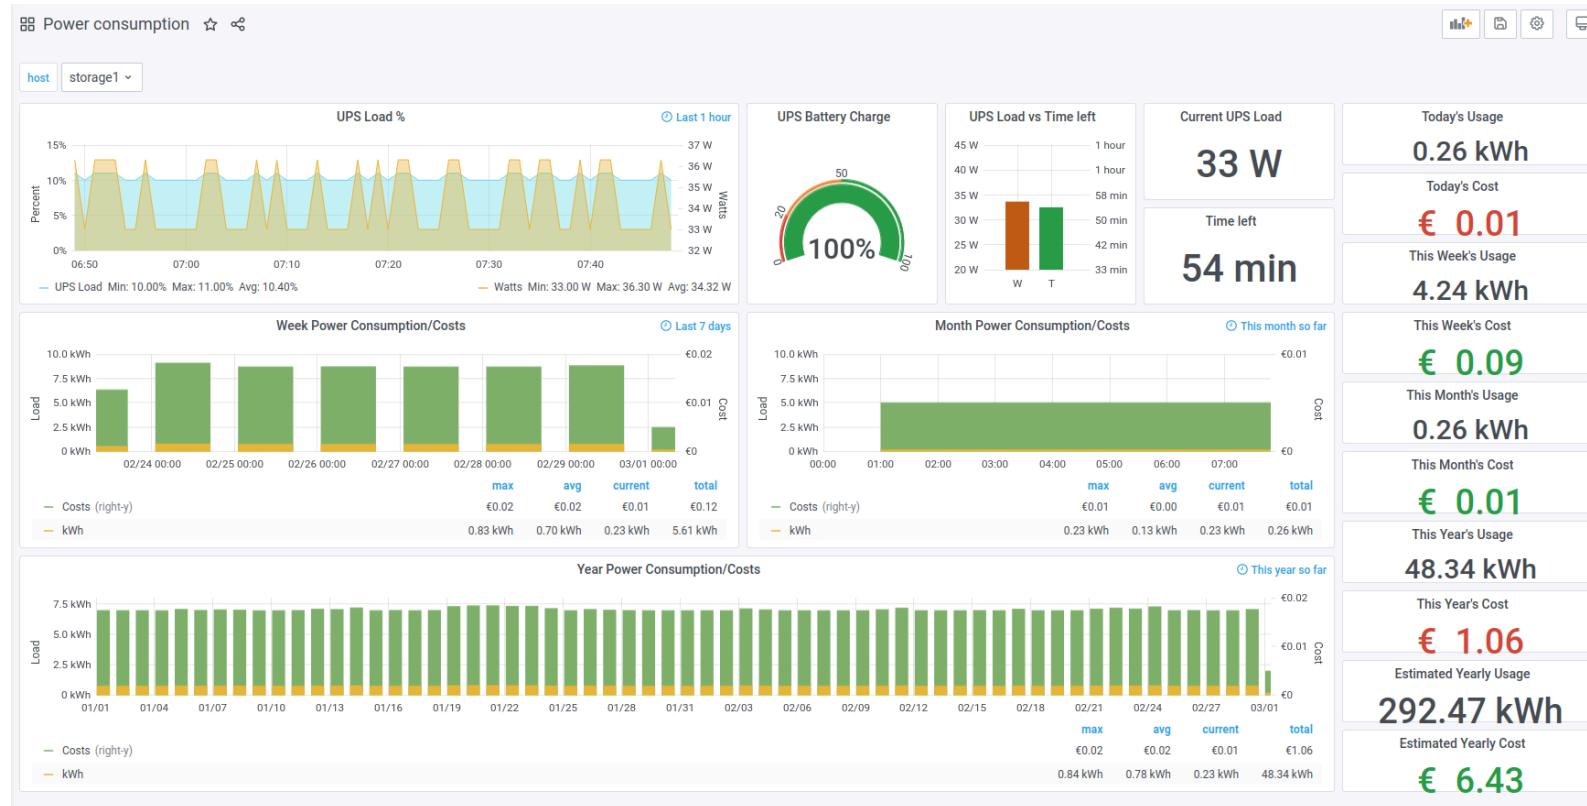 Power consumption
host storage1
UPS Load %
Last 1 hour
15%
10%
5%
0%
Percent
37 W
36 W
35 W
34 W
33 W
32 W
Watts
06:50 07:00 07:10 07:20 07:30 07:40
UPS Load Min: 10.00% Max: 11.00% Avg: 10.40%
Watts Min: 33.00 W Max: 36.30 W Avg: 34.32 W
UPS Battery Charge
0
20
50
100
100%
UPS Load vs Time left
45 W
40 W
35 W
30 W
25 W
20 W
1 hour
1 hour
58 min
50 min
42 min
33 min
W T
Current UPS Load
33 W
Time left
54 min
Today's Usage
0.26 kWh
Today's Cost
€ 0.01
This Week's Usage
4.24 kWh
This Week's Cost
€ 0.09
This Month's Usage
0.26 kWh
This Month's Cost
€ 0.01
This Year's Usage
48.34 kWh
This Year's Cost
€ 1.06
Estimated Yearly Usage
292.47 kWh
Estimated Yearly Cost
€ 6.43
Week Power Consumption/Costs
Last 7 days
10.0 kWh
7.5 kWh
5.0 kWh
2.5 kWh
0 kWh
Load
€0.02
€0.01
€0
Cost
02/24 00:00 02/25 00:00 02/26 00:00 02/27 00:00 02/28 00:00 02/29 00:00 03/01 00:00
max avg current total
Costs (right-y) €0.02 €0.02 €0.01 €0.12
kWh 0.83 kWh 0.70 kWh 0.23 kWh 5.61 kWh
Month Power Consumption/Costs
This month so far
10.0 kWh
7.5 kWh
5.0 kWh
2.5 kWh
0 kWh
Load
€0.01
€0
Cost
00:00 01:00 02:00 03:00 04:00 05:00 06:00 07:00
max avg current total
Costs (right-y) €0.01 €0.00 €0.01 €0.01
kWh 0.23 kWh 0.13 kWh 0.23 kWh 0.26 kWh
Year Power Consumption/Costs
This year so far
7.5 kWh
5.0 kWh
2.5 kWh
0 kWh
Load
€0.02
€0.01
€0
Cost
01/01 01/04 01/07 01/10 01/13 01/16 01/19 01/22 01/25 01/28 01/31 02/03 02/06 02/09 02/12 02/15 02/18 02/21 02/24 02/27 03/01
max avg current total
Costs (right-y) €0.02 €0.02 €0.01 €1.06
kWh 0.84 kWh 0.78 kWh 0.23 kWh 48.34 kWh